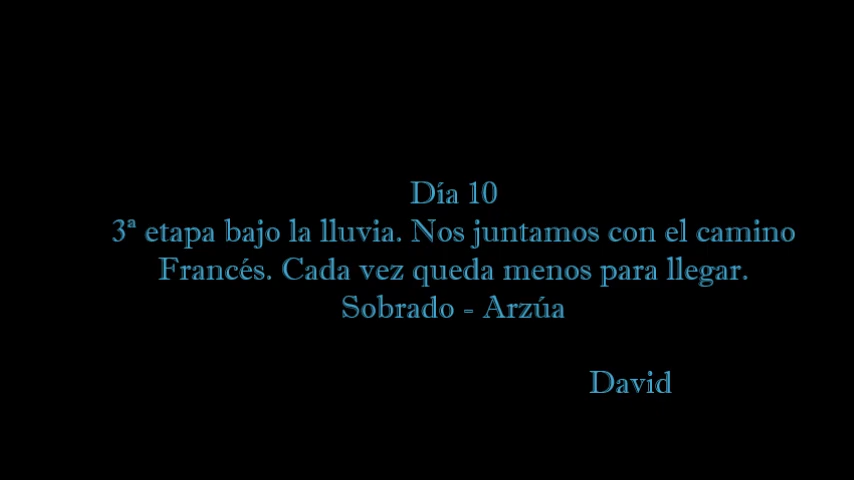 Día 10
3ª etapa bajo la lluvia. Nos juntamos con el camino
Francés. Cada vez queda menos para llegar.
Sobrado - Arzúa
David